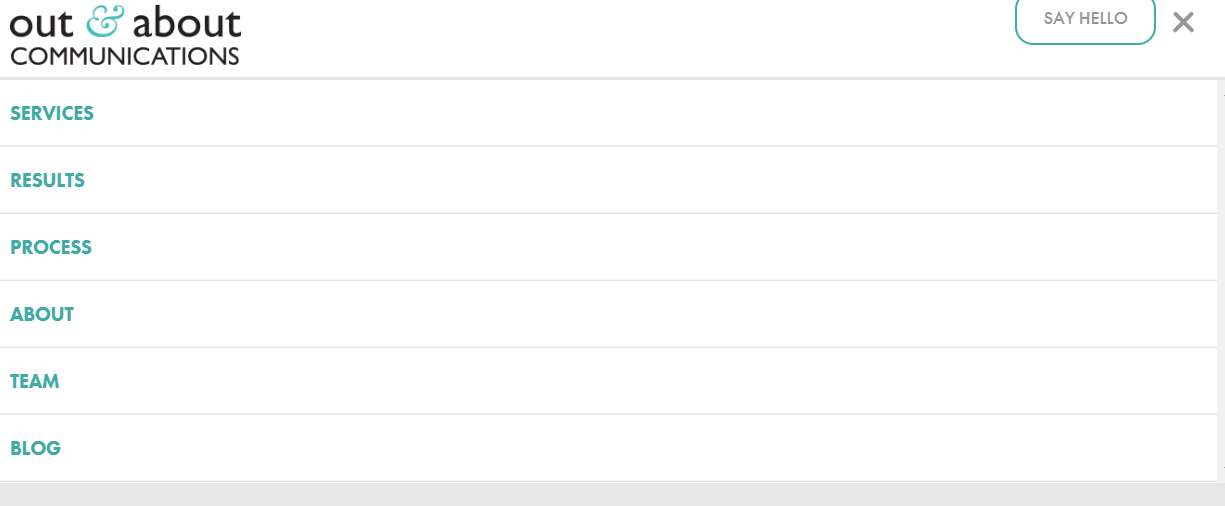 out & about
COMMUNICATIONS
SAY HELLO
SERVICES
RESULTS
PROCESS
ABOUT
TEAM
BLOG